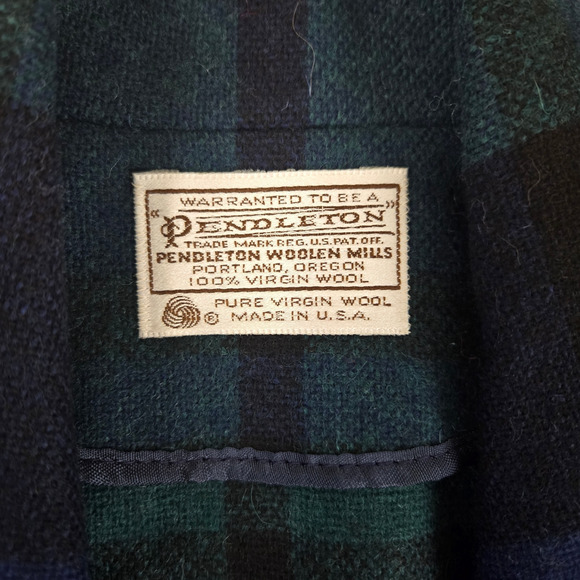 WARRANTED TO BE A
"PENDLETON"
TRADE MARK REG. U.S. PAT. OFF.
PENDLETON WOOLEN MILLS
PORTLAND, OREGON
100% VIRGIN WOOL
PURE VIRGIN WOOL
® MADE IN U.S.A.